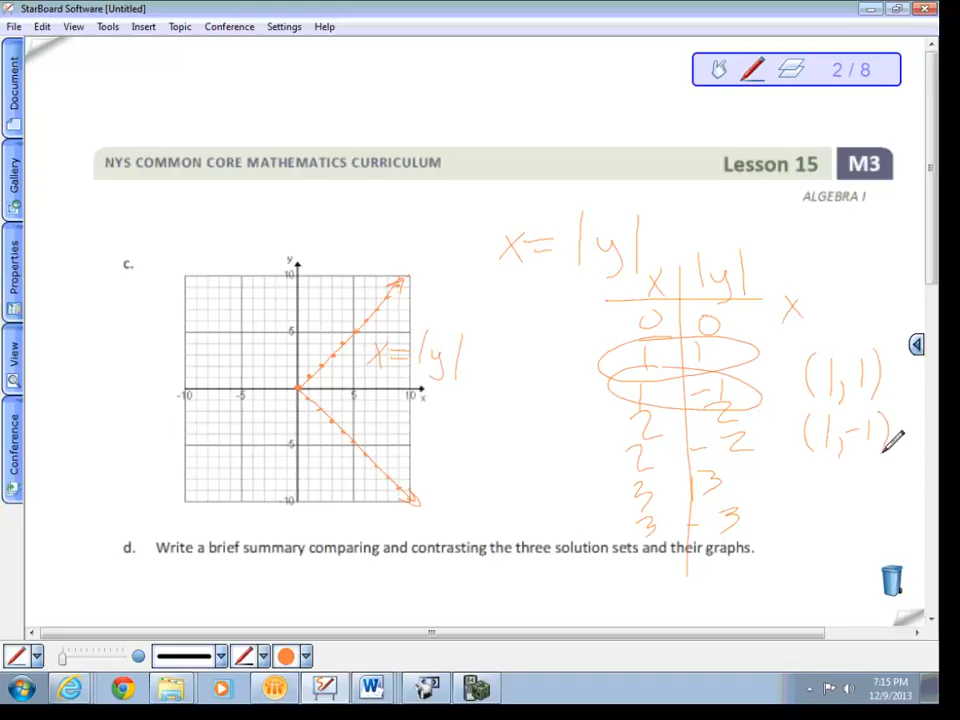 StarBoard Software [Untitled]
File Edit View Tools Insert Topic Conference Settings Help
Document
Gallery
Properties
View
Conference
2 / 8
NYS COMMON CORE MATHEMATICS CURRICULUM
Lesson 15 M3
ALGEBRA I
x = |y|
c.
y
10
5
-10 -5 5 10 x
-5
-10
x = |y|
x |y|
0 0
1 1
1 -1
2 2
2 -2
3 3
3 -3
x
(1, 1)
(1, -1)
d. Write a brief summary comparing and contrasting the three solution sets and their graphs.
7:15 PM
12/9/2013